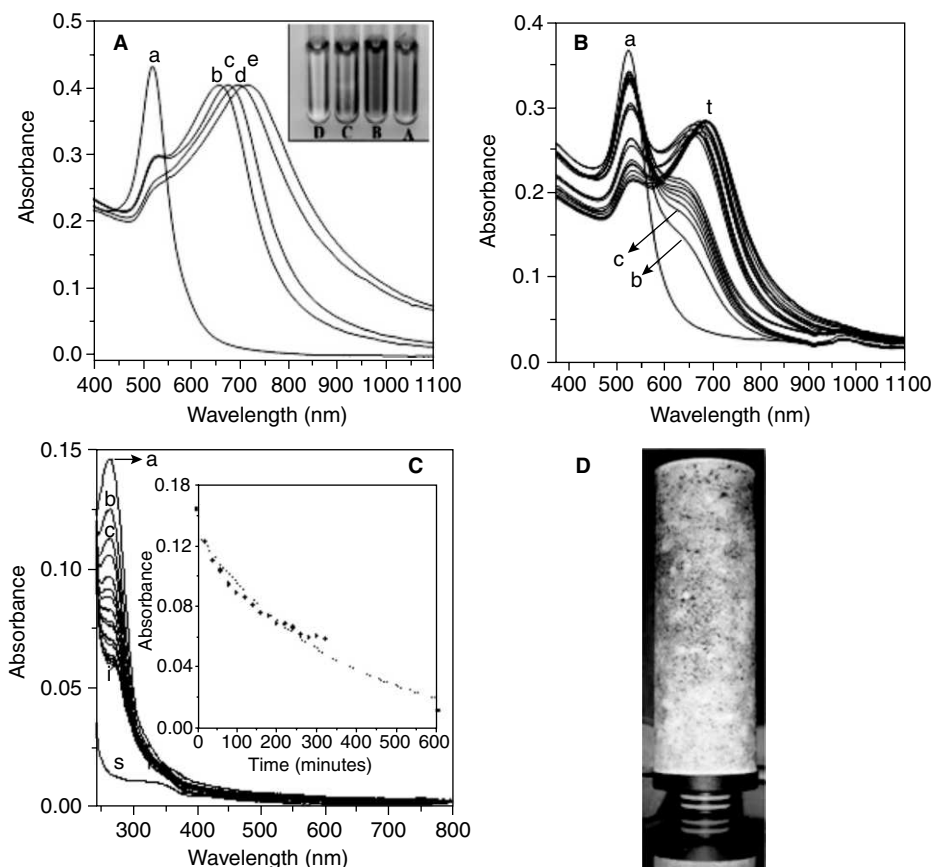 A
a
b
c
d
e
D C B A
0.5
0.4
0.3
0.2
0.1
0.0
Absorbance
400 500 600 700 800 900 1000 1100
Wavelength (nm)
B
a
t
c
b
0.4
0.3
0.2
0.1
0.0
Absorbance
400 500 600 700 800 900 1000 1100
Wavelength (nm)
C
a
b
c
s
0.15
0.10
0.05
0.00
Absorbance
300 400 500 600 700 800
Wavelength (nm)
0.18
0.12
0.08
0.04
0.00
Absorbance
0 100 200 300 400 500 600
Time (minutes)
D